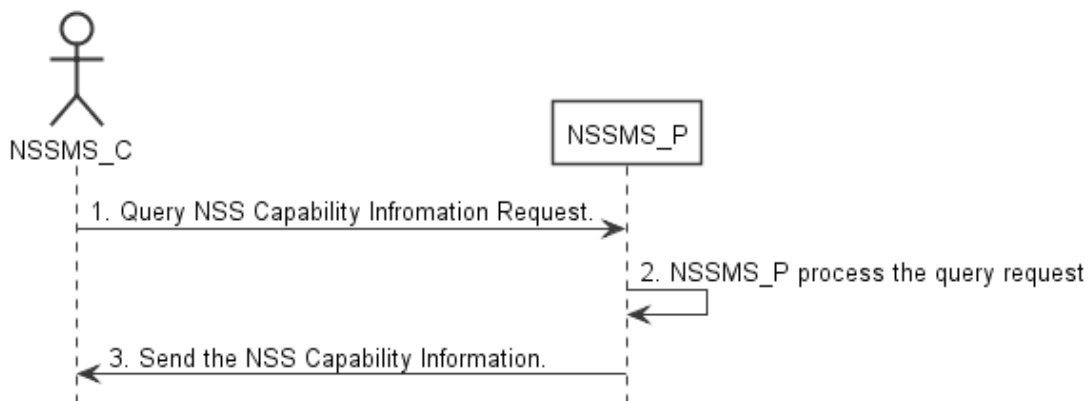 NSSMS_C
NSSMS_P
1. Query NSS Capability Infromation Request.
2. NSSMS_P process the query request
3. Send the NSS Capability Information.